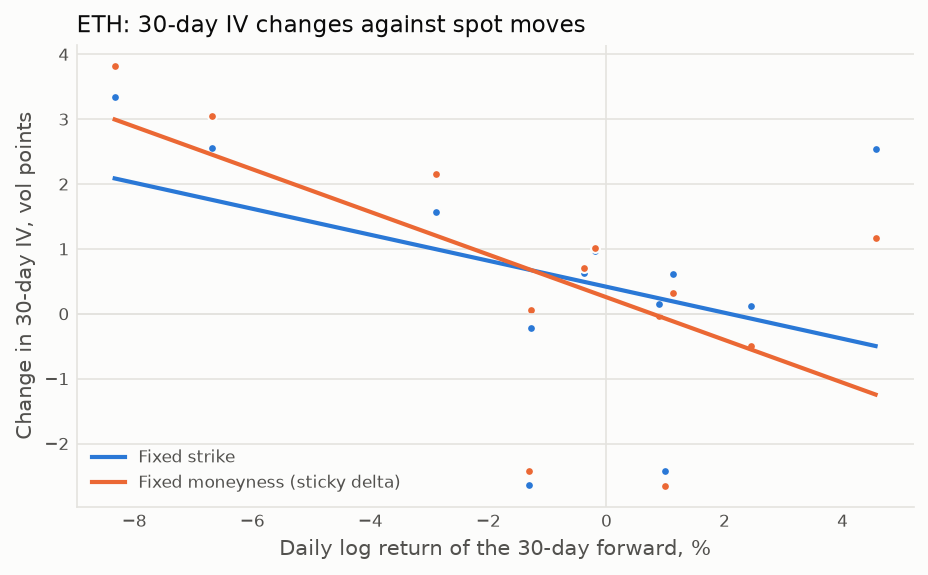 ETH: 30-day IV changes against spot moves
Change in 30-day IV, vol points
4
3
2
1
0
−1
−2
Fixed strike
Fixed moneyness (sticky delta)
−8
−6
−4
−2
0
2
4
Daily log return of the 30-day forward, %